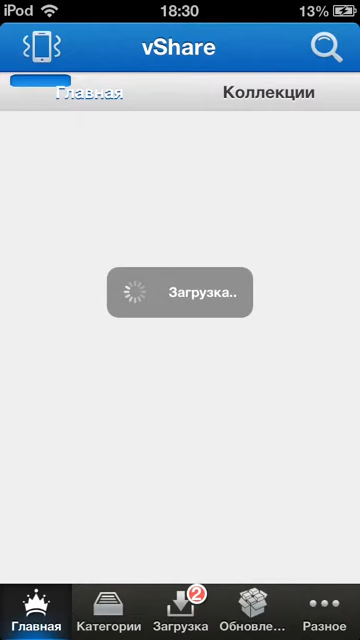 iPod 18:30 13%
vShare
Главная Коллекции
Загрузка..
2
Главная Категории Загрузка Обновле... Разное